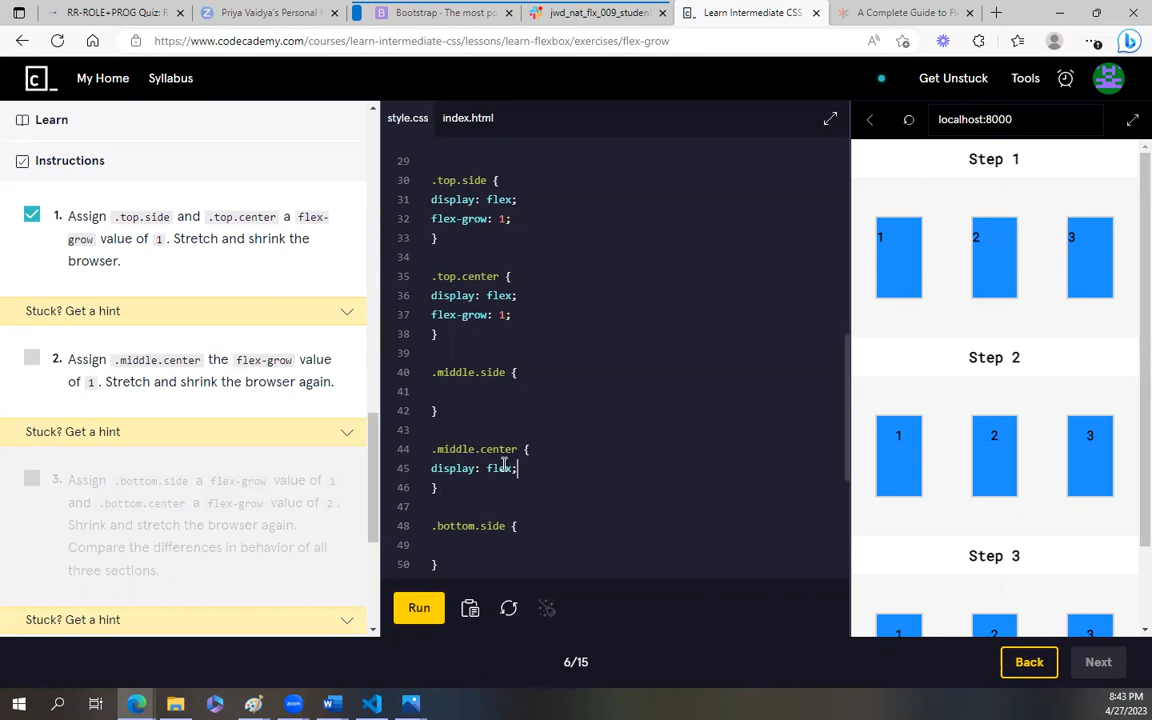 RR-ROLE+PROG Quiz: R
Priya Vaidya's Personal
Bootstrap - The most po
jwd_nat_flx_009_student
Learn Intermediate CSS
A Complete Guide to Fl
https://www.codecademy.com/courses/learn-intermediate-css/lessons/learn-flexbox/exercises/flex-grow
My Home
Syllabus
Get Unstuck
Tools
Learn
Instructions
1. Assign .top.side and .top.center a flex-
grow value of 1. Stretch and shrink the
browser.
Stuck? Get a hint
2. Assign .middle.center the flex-grow value
of 1. Stretch and shrink the browser again.
Stuck? Get a hint
3. Assign .bottom.side a flex-grow value of 1
and .bottom.center a flex-grow value of 2.
Shrink and stretch the browser again.
Compare the differences in behavior of all
three sections.
Stuck? Get a hint
style.css
index.html
29
30 .top.side {
31 display: flex;
32 flex-grow: 1;
33 }
34
35 .top.center {
36 display: flex;
37 flex-grow: 1;
38 }
39
40 .middle.side {
41
42 }
43
44 .middle.center {
45 display: flex;
46 }
47
48 .bottom.side {
49
50 }
Run
localhost:8000
Step 1
1 2 3
Step 2
1 2 3
Step 3
1 2 3
6/15
Back
Next
8:43 PM
4/27/2023